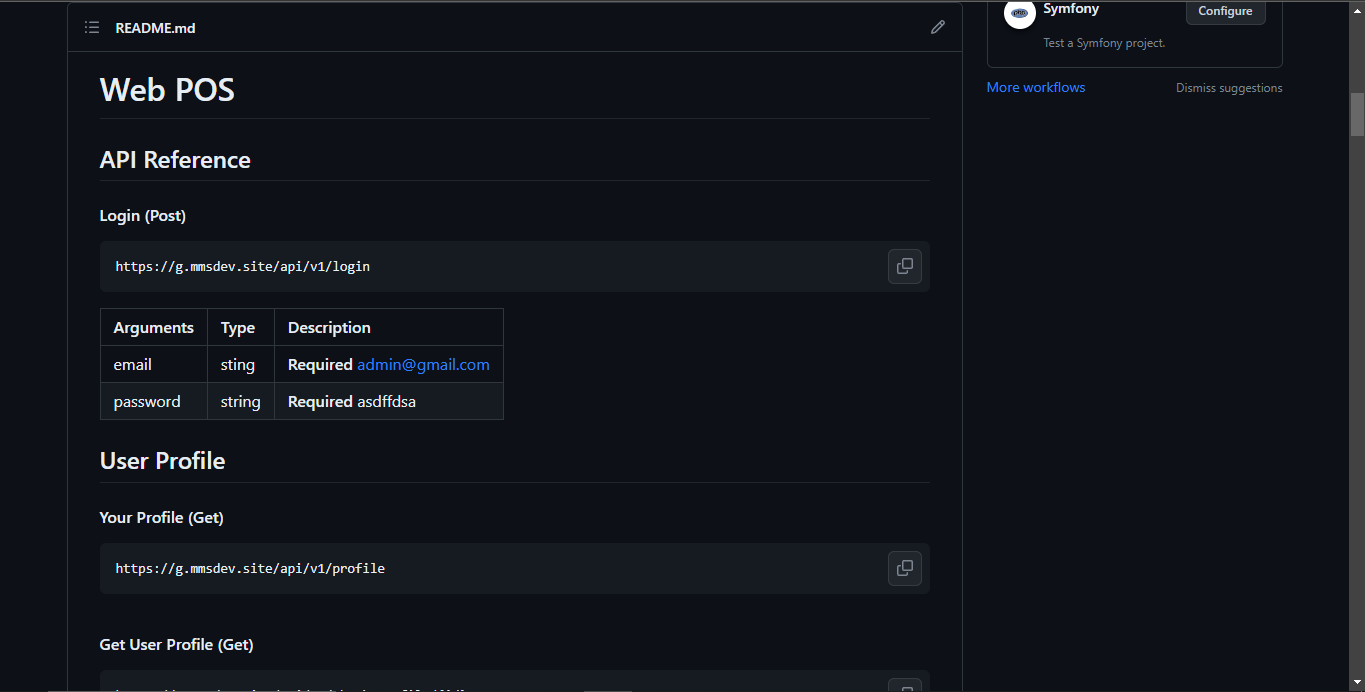 README.md
Web POS
API Reference
Login (Post)
https://g.mmsdev.site/api/v1/login
Arguments Type Description
email sting Required admin@gmail.com
password string Required asdffdsa
User Profile
Your Profile (Get)
https://g.mmsdev.site/api/v1/profile
Get User Profile (Get)
Symfony
Configure
Test a Symfony project.
More workflows Dismiss suggestions